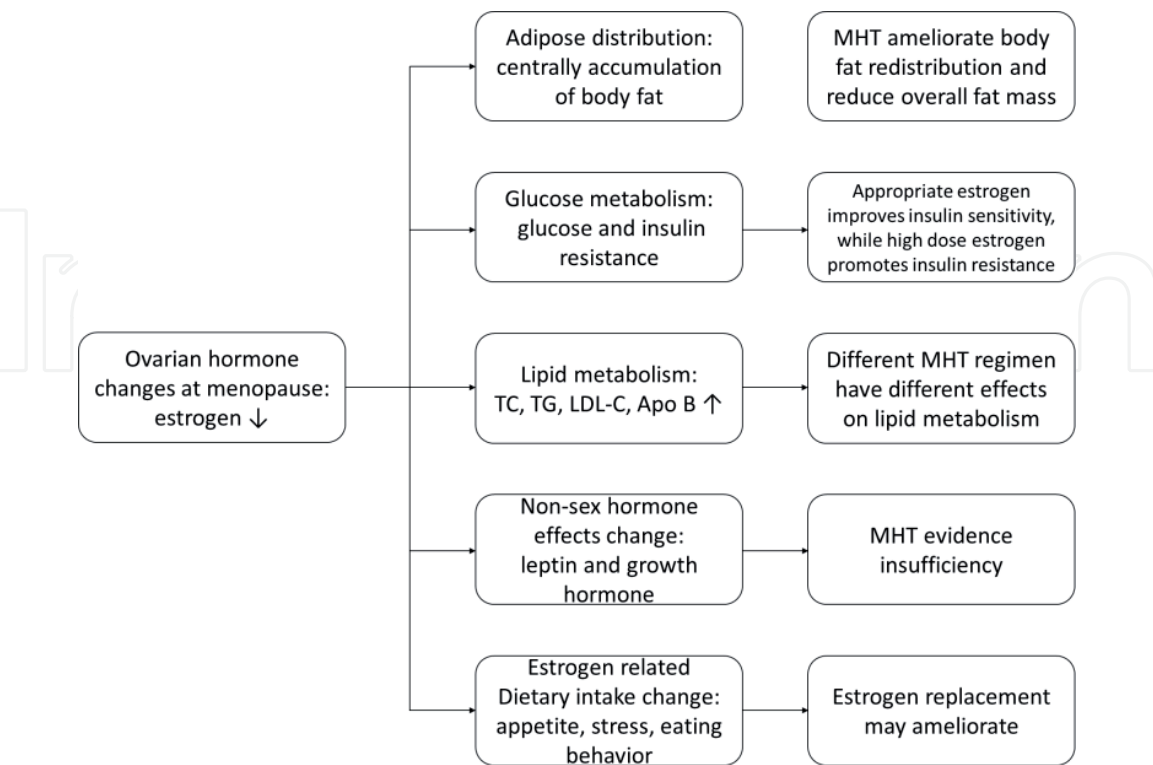 Adipose distribution:
centrally accumulation
of body fat
MHT ameliorate body
fat redistribution and
reduce overall fat mass
Glucose metabolism:
glucose and insulin
resistance
Appropriate estrogen
improves insulin sensitivity,
while high dose estrogen
promotes insulin resistance
Ovarian hormone
changes at menopause:
estrogen ↓
Lipid metabolism:
TC, TG, LDL-C, Apo B ↑
Different MHT regimen
have different effects
on lipid metabolism
Non-sex hormone
effects change:
leptin and growth
hormone
MHT evidence
insufficiency
Estrogen related
Dietary intake change:
appetite, stress, eating
behavior
Estrogen replacement
may ameliorate